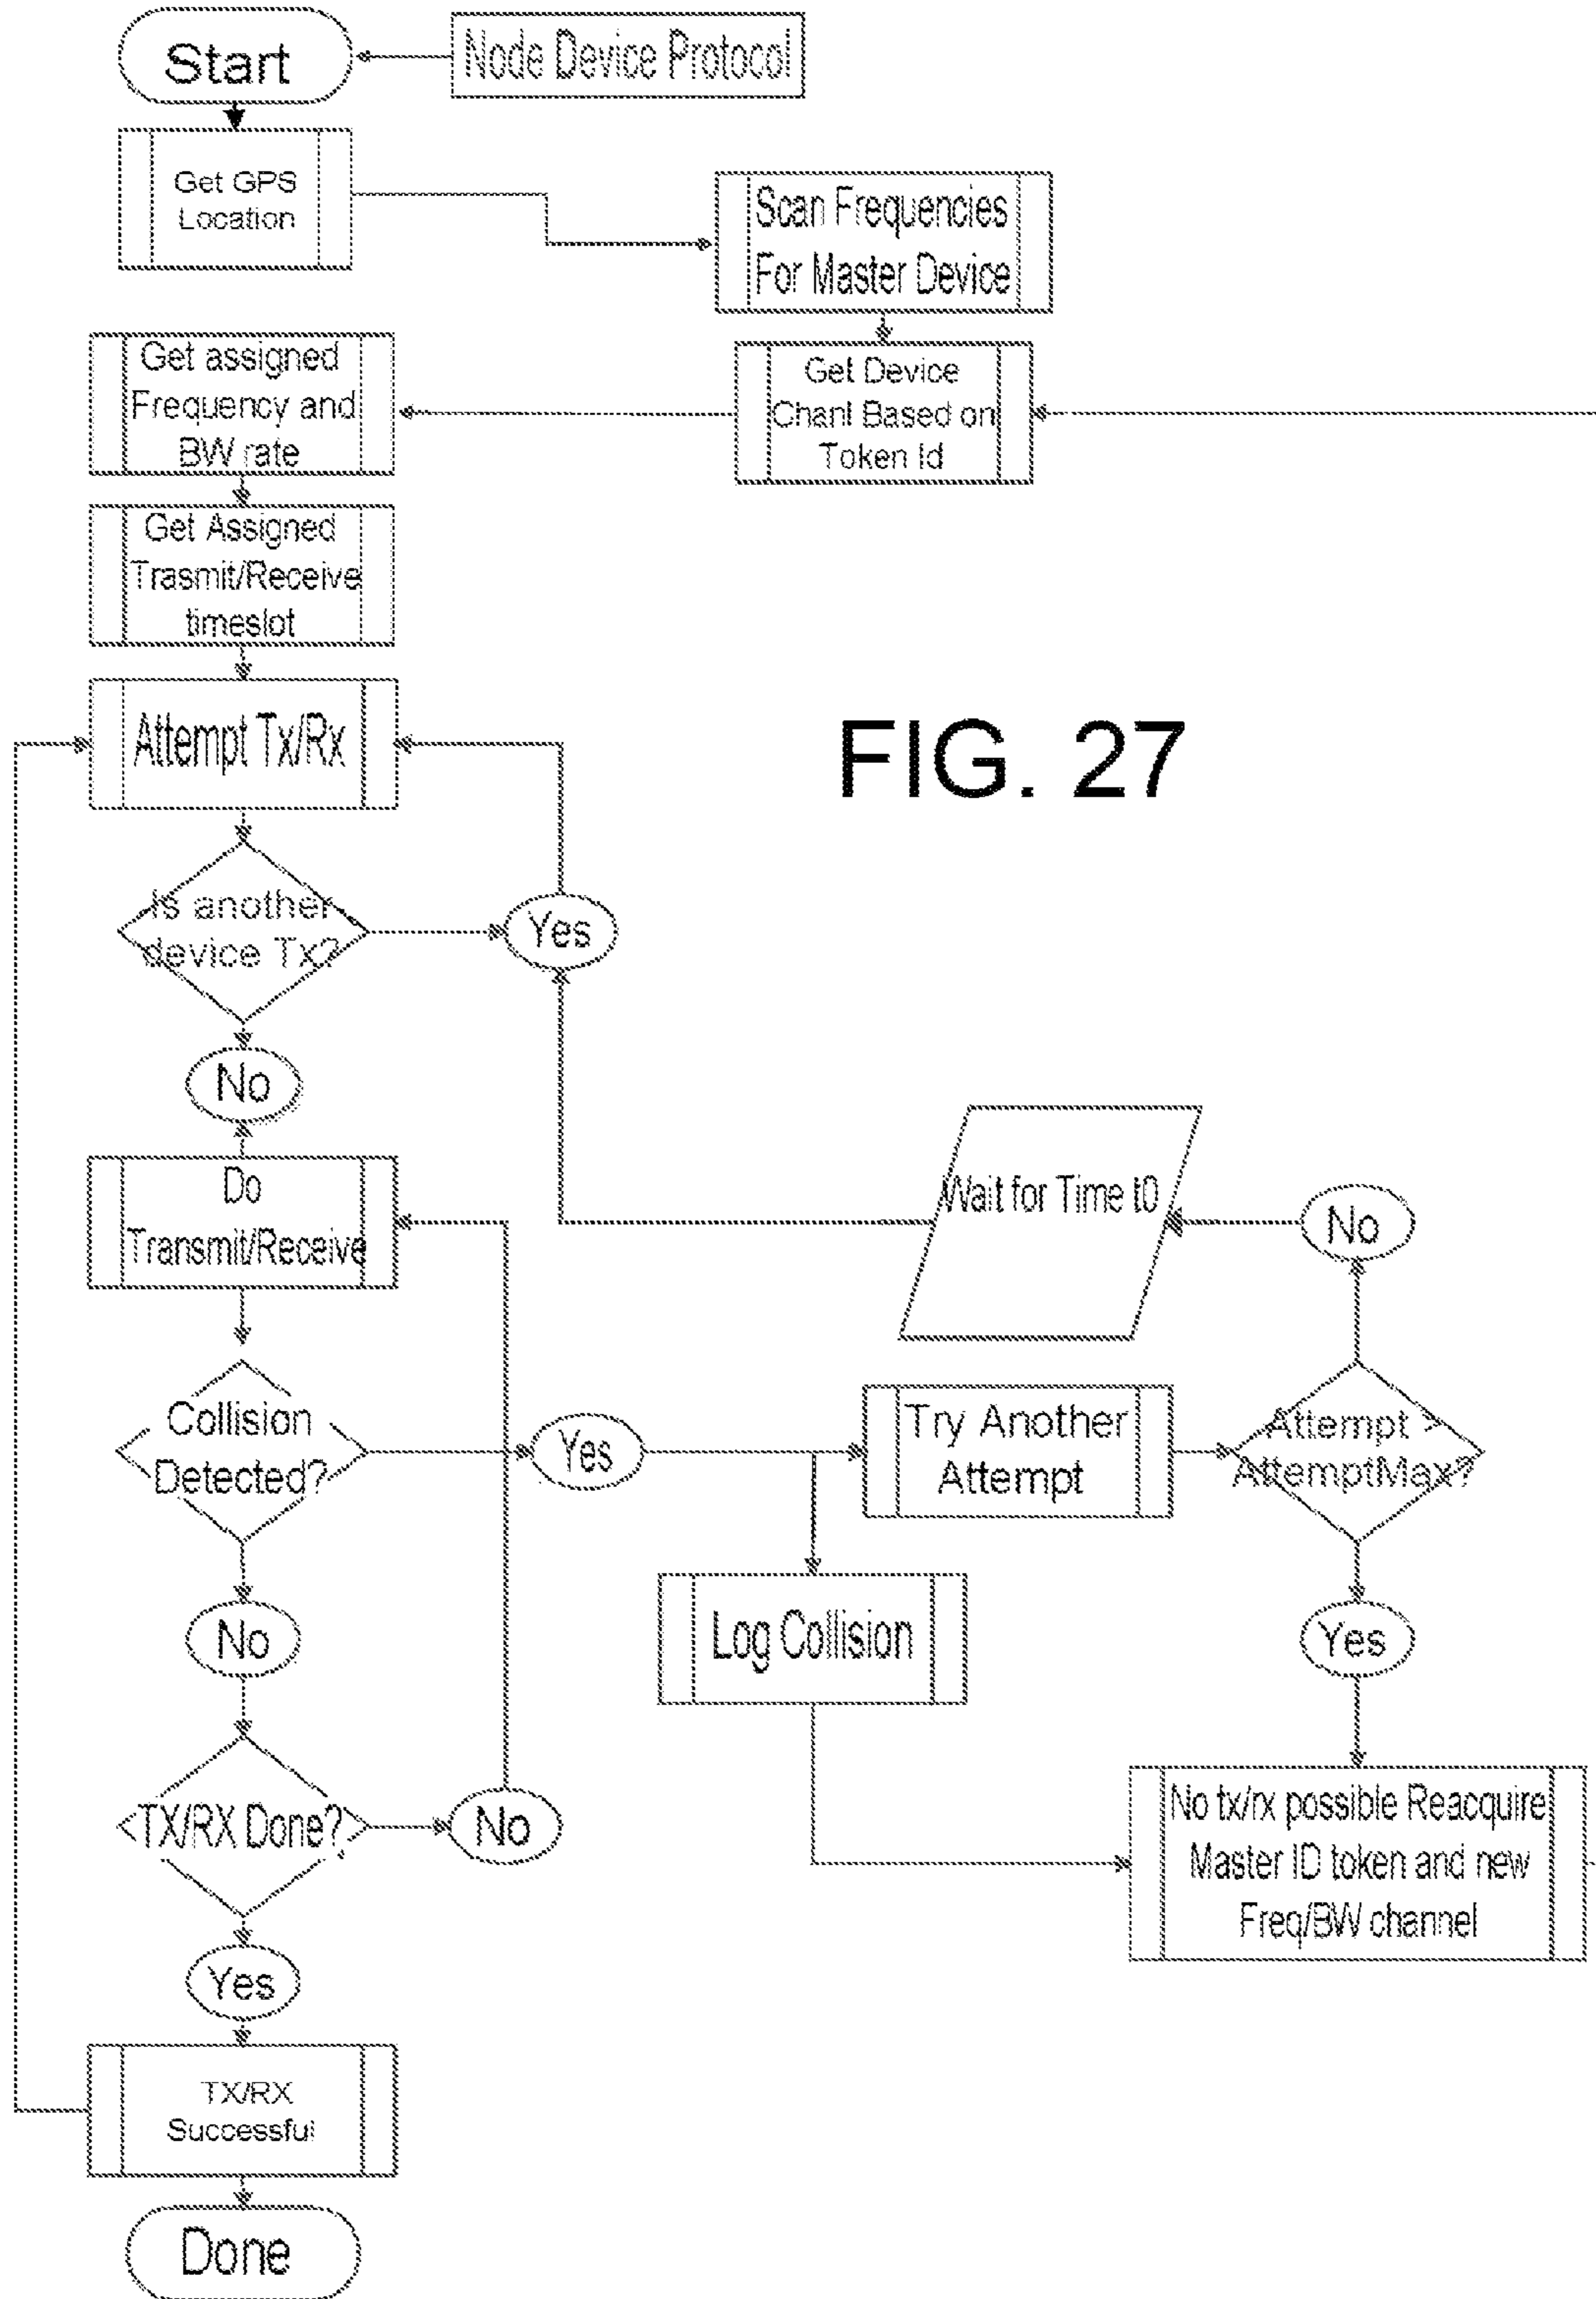 Start
Node Device Protocol
Get GPS
Location
Scan Frequencies
For Master Device
Get Device
Chanl Based on
Token Id
Get assigned
Frequency and
BW rate
Get Assigned
Trasmit/Receive
timeslot
Attempt Tx/Rx
FIG. 27
Is another
device Tx?
Yes
No
Do
Transmit/Receive
Wait for Time t0
No
Collision
Detected?
Yes
Try Another
Attempt
Attempt >
AttemptMax?
No
Log Collision
Yes
TX/RX Done?
No
No tx/rx possible Reacquire
Master ID token and new
Freq/BW channel
Yes
TX/RX
Successful
Done